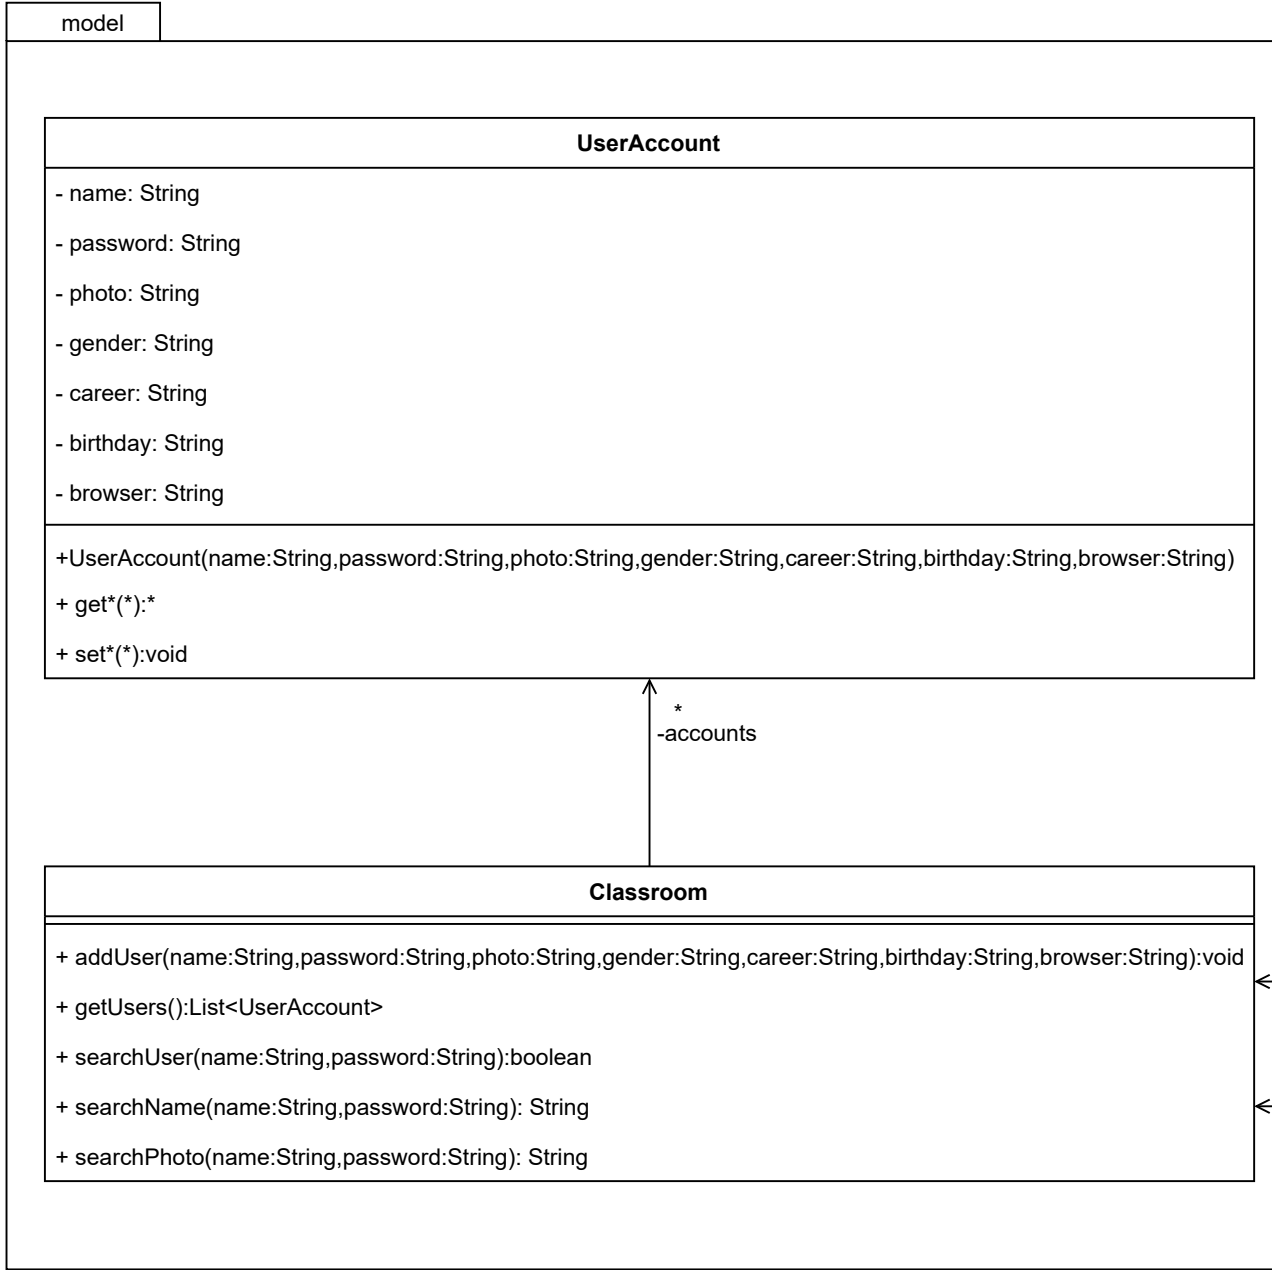 model
UserAccount
- name: String
- password: String
- photo: String
- gender: String
- career: String
- birthday: String
- browser: String
+UserAccount(name:String,password:String,photo:String,gender:String,career:String,birthday:String,browser:String)
+ get*(*):*
+ set*(*):void
*
-accounts
Classroom
+ addUser(name:String,password:String,photo:String,gender:String,career:String,birthday:String,browser:String):void
+ getUsers():List<UserAccount>
+ searchUser(name:String,password:String):boolean
+ searchName(name:String,password:String): String
+ searchPhoto(name:String,password:String): String